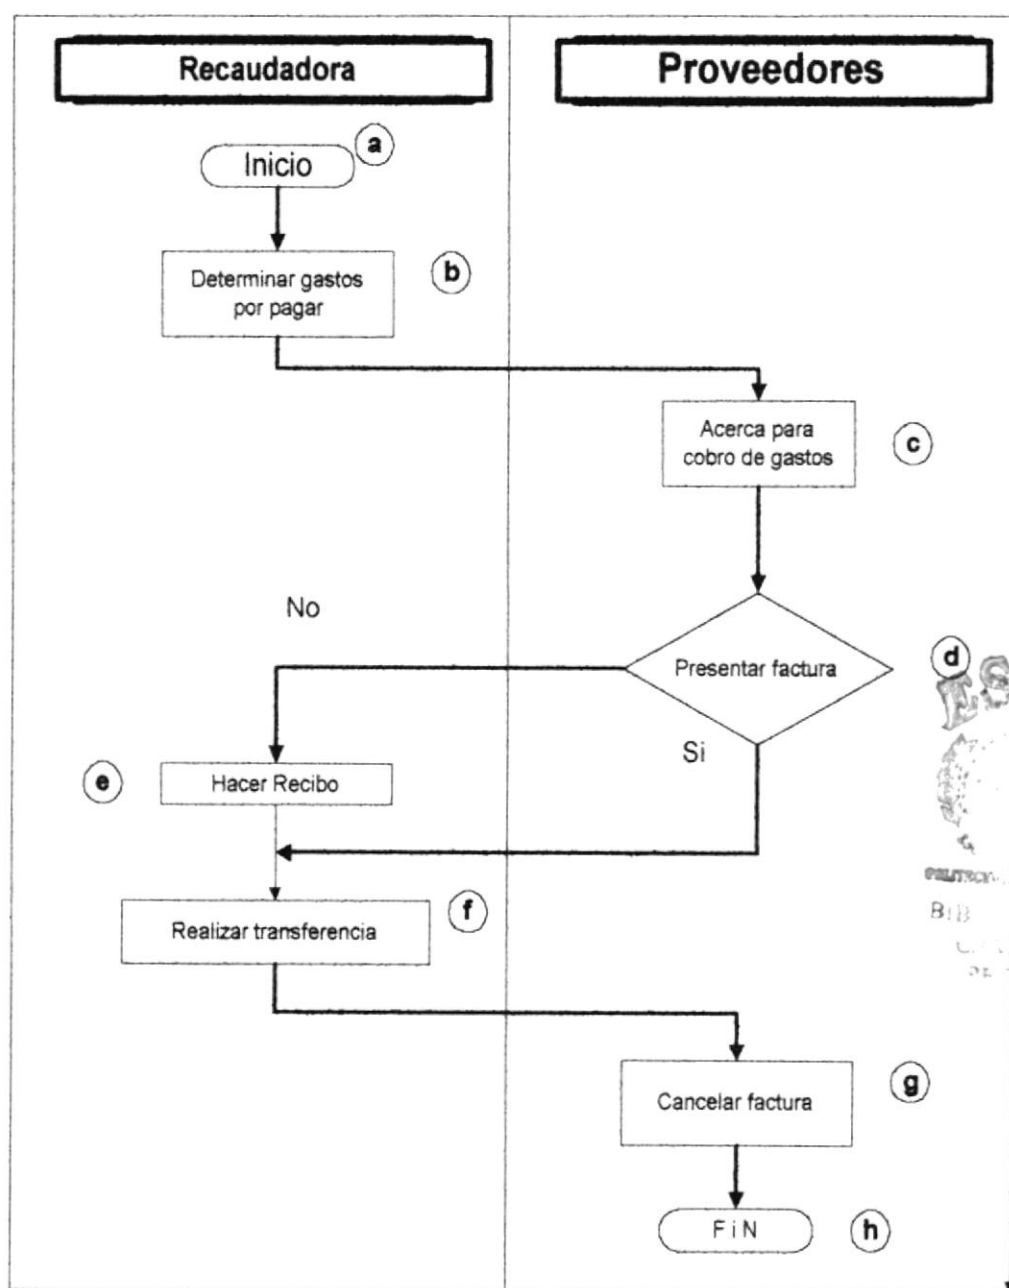 Recaudadora
Proveedores
Inicio
a
Determinar gastos
por pagar
b
Acerca para
cobro de gastos
c
No
Presentar factura
d
Si
e
Hacer Recibo
Realizar transferencia
f
Cancelar factura
g
FiN
h